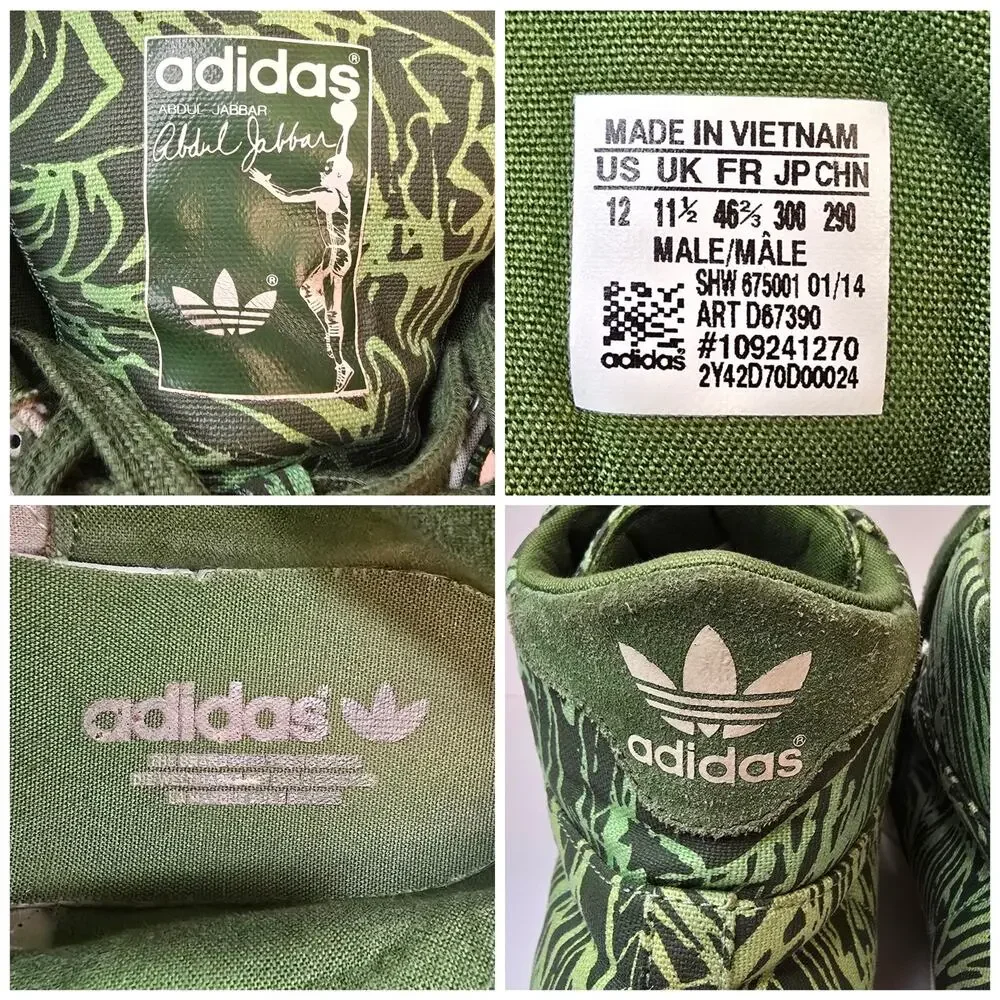 adidas®
ABDUL-JABBAR
Abdul Jabbar
®
MADE IN VIETNAM
US UK FR JP CHN
12 11½ 46⅔ 300 290
MALE/MÂLE
SHW 675001 01/14
ART D67390
adidas® #109241270
2Y42D70D00024
adidas
adidas®